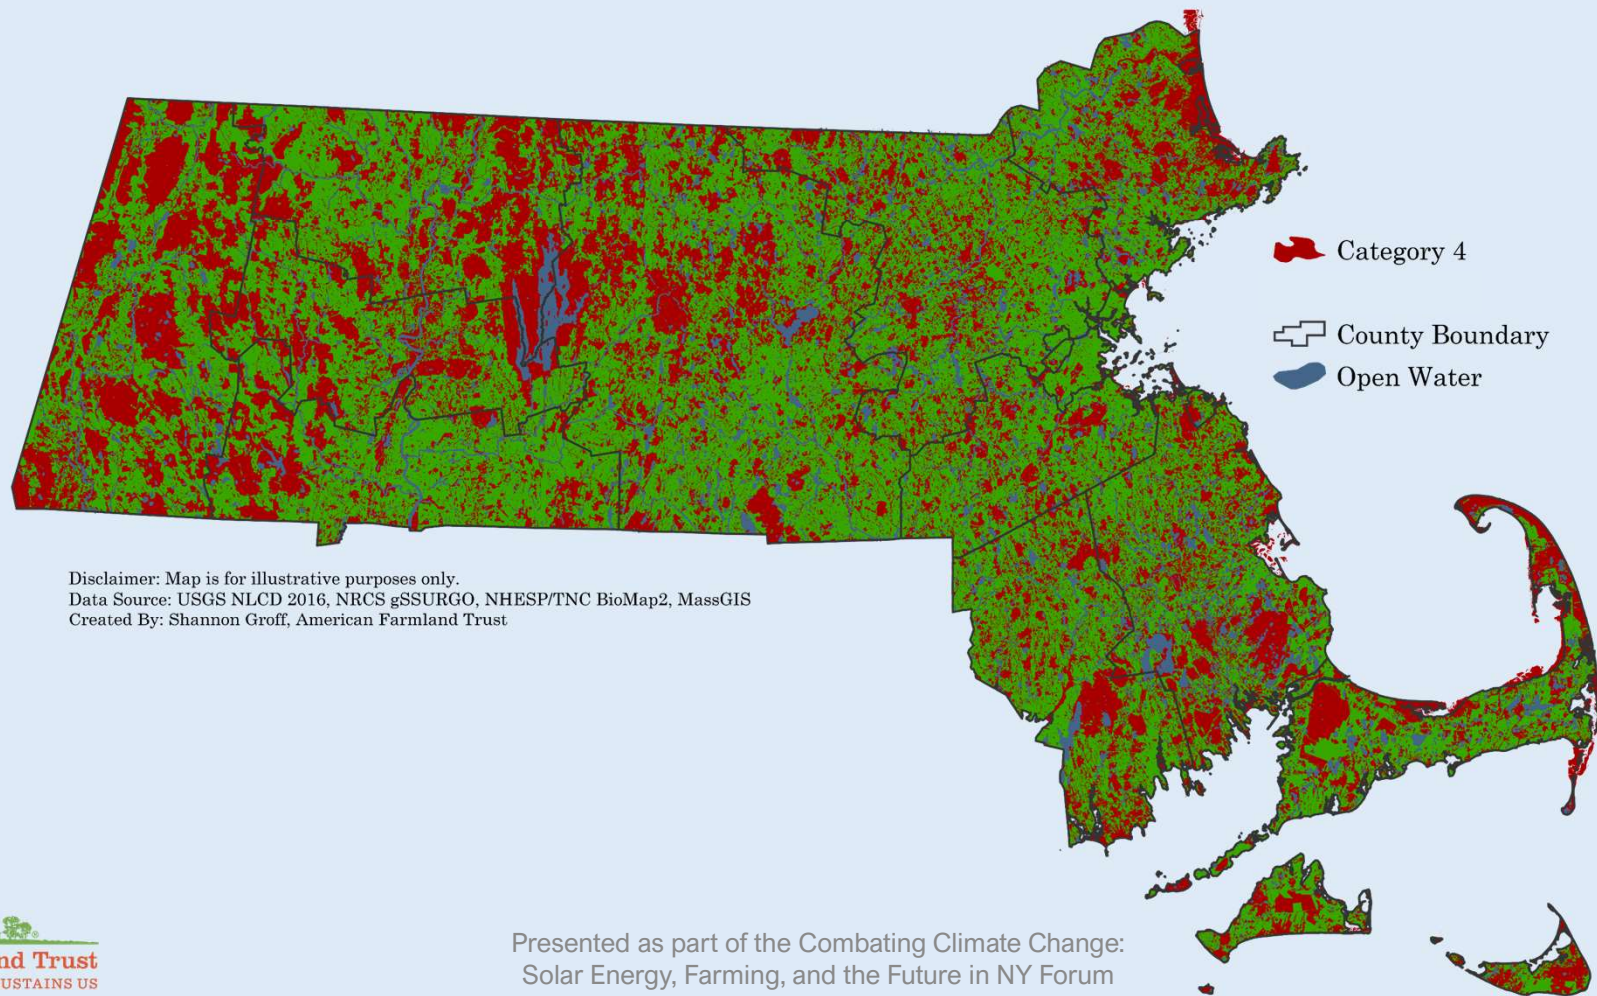 Category 4
County Boundary
Open Water
Disclaimer: Map is for illustrative purposes only.
Data Source: USGS NLCD 2016, NRCS gSSURGO, NHESP/TNC BioMap2, MassGIS
Created By: Shannon Groff, American Farmland Trust
nd Trust
USTAINS US
Presented as part of the Combating Climate Change:
Solar Energy, Farming, and the Future in NY Forum